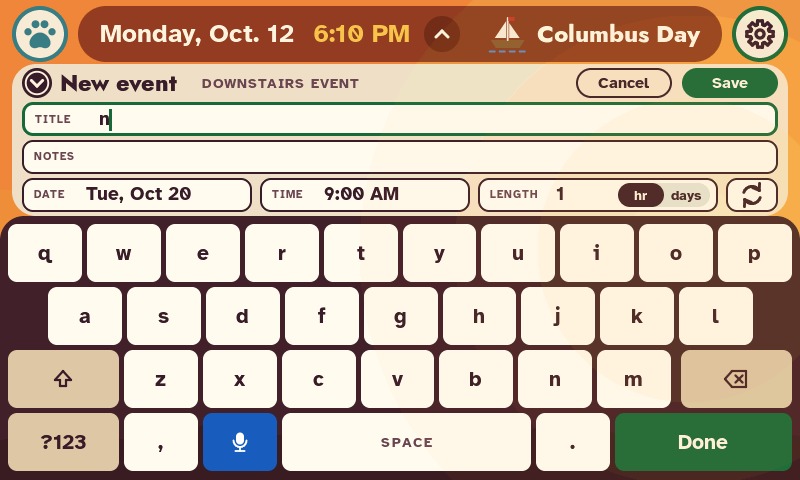 Monday, Oct. 12 6:10 PM Columbus Day
New event DOWNSTAIRS EVENT Cancel Save
TITLE n
NOTES
DATE Tue, Oct 20 TIME 9:00 AM LENGTH 1 hr days
q w e r t y u i o p
a s d f g h j k l
z x c v b n m
?123 , SPACE . Done